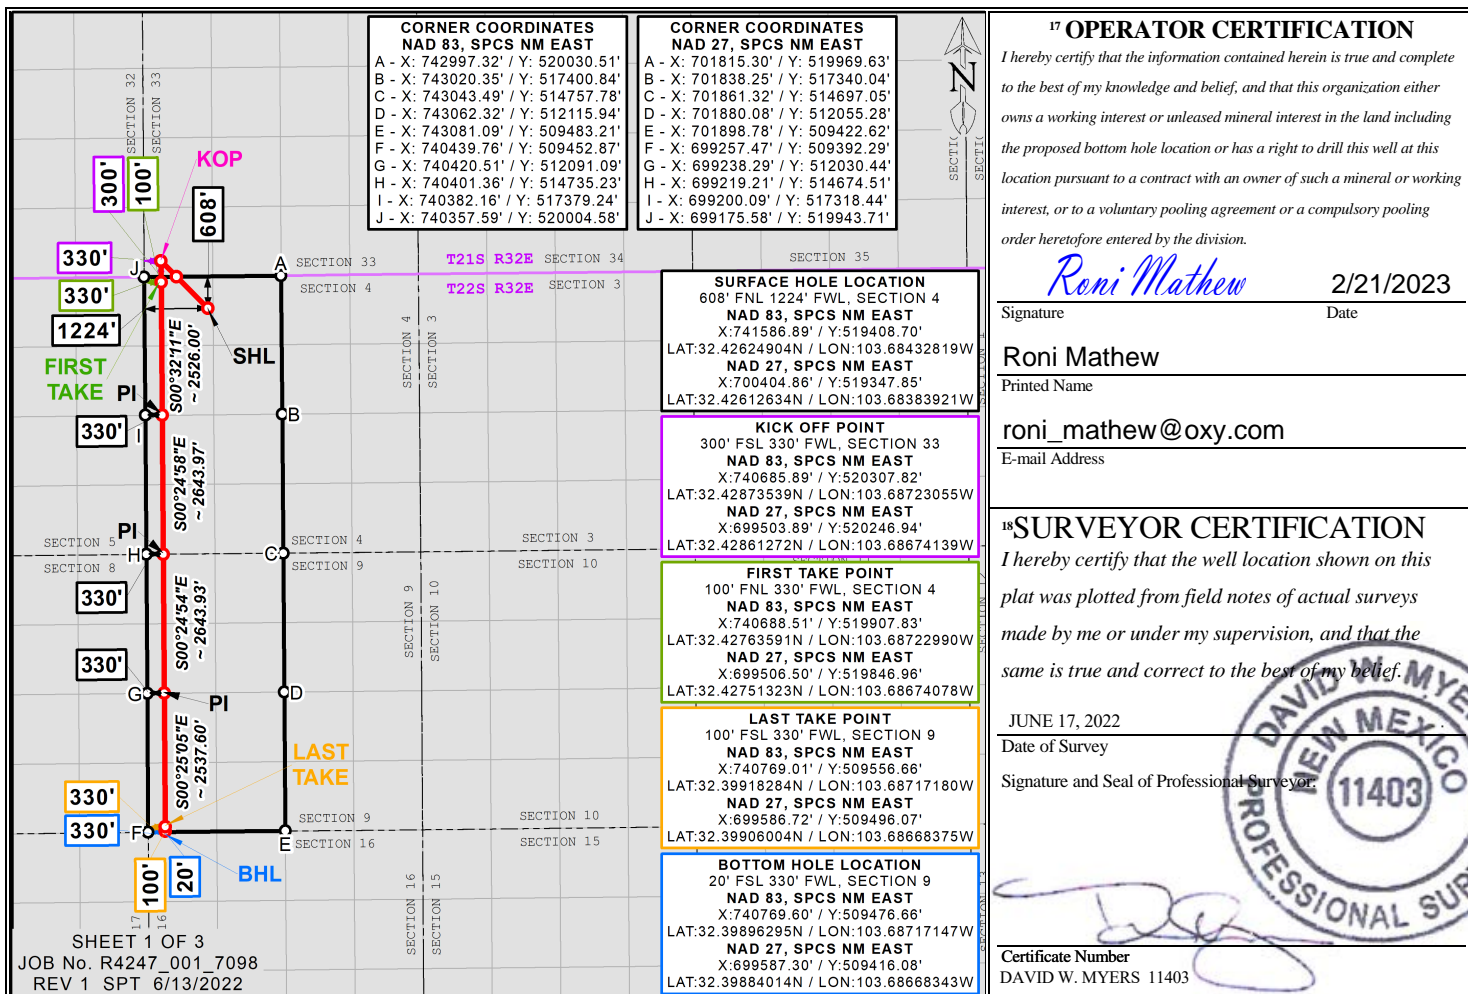 CORNER COORDINATES
NAD 83, SPCS NM EAST
A - X: 742997.32' / Y: 520030.51'
B - X: 743020.35' / Y: 517400.84'
C - X: 743043.49' / Y: 514757.78'
D - X: 743062.32' / Y: 512115.94'
E - X: 743081.09' / Y: 509483.21'
F - X: 740439.76' / Y: 509452.87'
G - X: 740420.51' / Y: 512091.09'
H - X: 740401.36' / Y: 514735.23'
I - X: 740382.16' / Y: 517379.24'
J - X: 740357.59' / Y: 520004.58'
CORNER COORDINATES
NAD 27, SPCS NM EAST
A - X: 701815.30' / Y: 519969.63'
B - X: 701838.25' / Y: 517340.04'
C - X: 701861.32' / Y: 514697.05'
D - X: 701880.08' / Y: 512055.28'
E - X: 701898.78' / Y: 509422.62'
F - X: 699257.47' / Y: 509392.29'
G - X: 699238.29' / Y: 512030.44'
H - X: 699219.21' / Y: 514674.51'
I - X: 699200.09' / Y: 517318.44'
J - X: 699175.58' / Y: 519943.71'
N
SECTION 32
SECTION 33
300'
100'
KOP
608'
330'
J
A
SECTION 33
T21S R32E
SECTION 34
SECTION 35
330'
SECTION 4
T22S R32E
SECTION 3
1224'
SHL
FIRST
TAKE
S00°32'11"E
~ 2526.00'
SECTION 4
SECTION 3
PI
B
330'
I
S00°24'58"E
~ 2643.97'
PI
SECTION 5
SECTION 4
SECTION 3
H
C
SECTION 8
SECTION 9
SECTION 10
330'
S00°24'54"E
~ 2643.93'
SECTION 9
SECTION 10
330'
G
D
PI
S00°25'05"E
~ 2537.60'
LAST
TAKE
330'
330'
SECTION 9
SECTION 10
F
E
SECTION 16
SECTION 15
100'
20'
BHL
17
16
SECTION 16
SECTION 15
SHEET 1 OF 3
JOB No. R4247_001_7098
REV 1 SPT 6/13/2022
SURFACE HOLE LOCATION
608' FNL 1224' FWL, SECTION 4
NAD 83, SPCS NM EAST
X:741586.89' / Y:519408.70'
LAT:32.42624904N / LON:103.68432819W
NAD 27, SPCS NM EAST
X:700404.86' / Y:519347.85'
LAT:32.42612634N / LON:103.68383921W
KICK OFF POINT
300' FSL 330' FWL, SECTION 33
NAD 83, SPCS NM EAST
X:740685.89' / Y:520307.82'
LAT:32.42873539N / LON:103.68723055W
NAD 27, SPCS NM EAST
X:699503.89' / Y:520246.94'
LAT:32.42861272N / LON:103.68674139W
FIRST TAKE POINT
100' FNL 330' FWL, SECTION 4
NAD 83, SPCS NM EAST
X:740688.51' / Y:519907.83'
LAT:32.42763591N / LON:103.68722990W
NAD 27, SPCS NM EAST
X:699506.50' / Y:519846.96'
LAT:32.42751323N / LON:103.68674078W
LAST TAKE POINT
100' FSL 330' FWL, SECTION 9
NAD 83, SPCS NM EAST
X:740769.01' / Y:509556.66'
LAT:32.39918284N / LON:103.68717180W
NAD 27, SPCS NM EAST
X:699586.72' / Y:509496.07'
LAT:32.39906004N / LON:103.68668375W
BOTTOM HOLE LOCATION
20' FSL 330' FWL, SECTION 9
NAD 83, SPCS NM EAST
X:740769.60' / Y:509476.66'
LAT:32.39896295N / LON:103.68717147W
NAD 27, SPCS NM EAST
X:699587.30' / Y:509416.08'
LAT:32.39884014N / LON:103.68668343W
17 OPERATOR CERTIFICATION
I hereby certify that the information contained herein is true and complete
to the best of my knowledge and belief, and that this organization either
owns a working interest or unleased mineral interest in the land including
the proposed bottom hole location or has a right to drill this well at this
location pursuant to a contract with an owner of such a mineral or working
interest, or to a voluntary pooling agreement or a compulsory pooling
order heretofore entered by the division.
Roni Mathew 2/21/2023
Signature Date
Roni Mathew
Printed Name
roni_mathew@oxy.com
E-mail Address
18 SURVEYOR CERTIFICATION
I hereby certify that the well location shown on this
plat was plotted from field notes of actual surveys
made by me or under my supervision, and that the
same is true and correct to the best of my belief.
JUNE 17, 2022
Date of Survey
Signature and Seal of Professional Surveyor:
DAVID W. MYE
NEW MEXICO
11403
PROFESSIONAL SU
Certificate Number
DAVID W. MYERS 11403